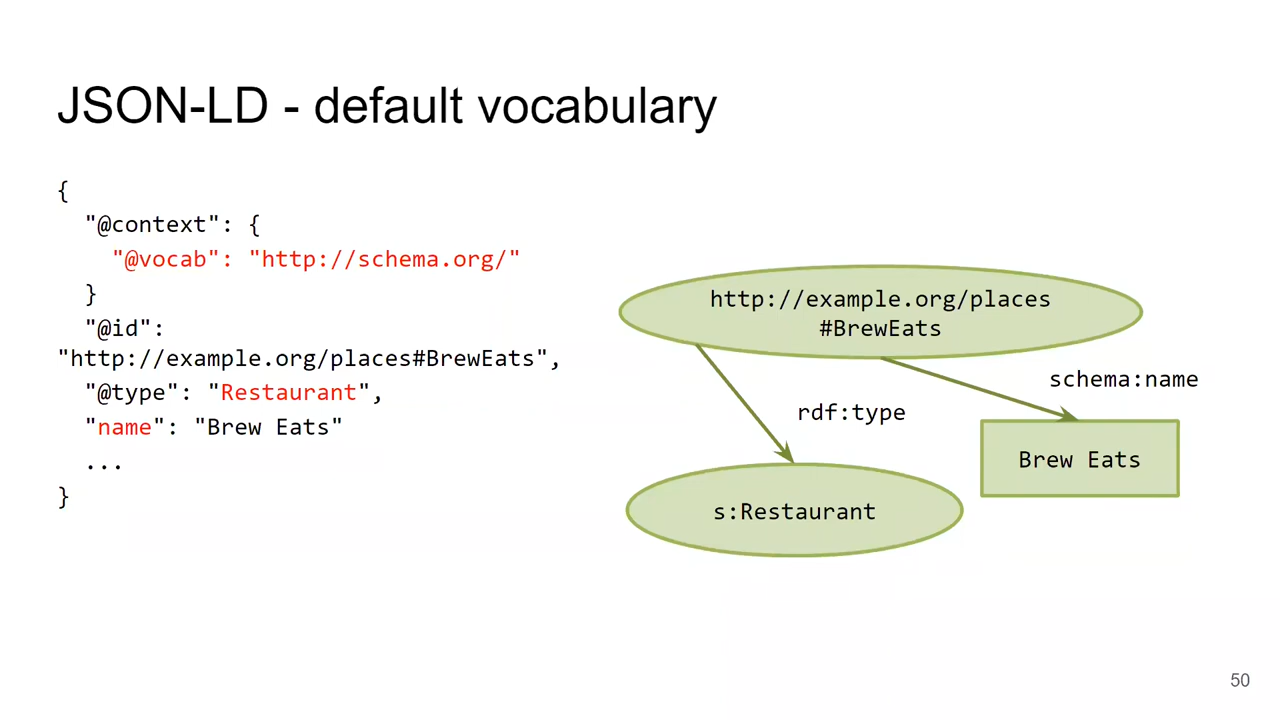 JSON-LD - default vocabulary
{
"@context": {
"@vocab": "http://schema.org/"
}
"@id":
"http://example.org/places#BrewEats",
"@type": "Restaurant",
"name": "Brew Eats"
...
}
http://example.org/places
#BrewEats
schema:name
rdf:type
Brew Eats
s:Restaurant
50